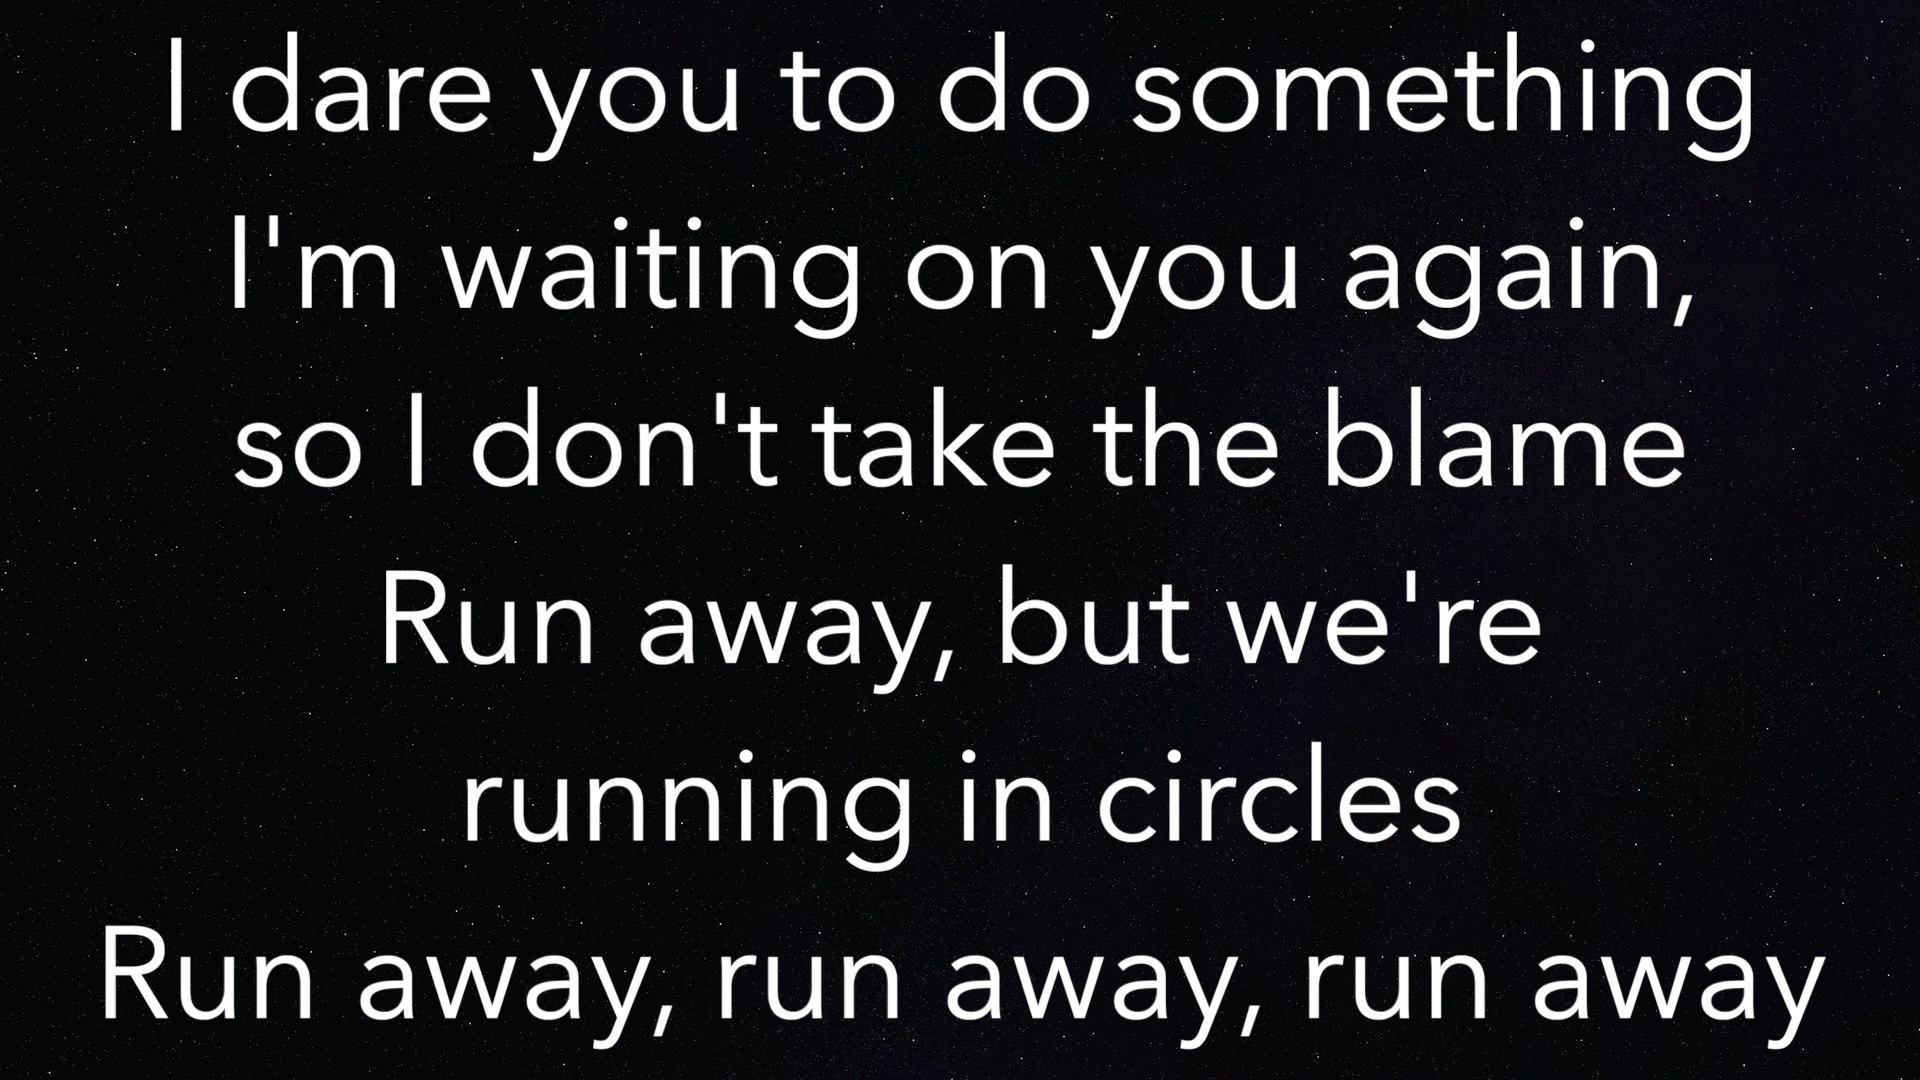 I dare you to do something
I'm waiting on you again,
so I don't take the blame
Run away, but we're
running in circles
Run away, run away, run away